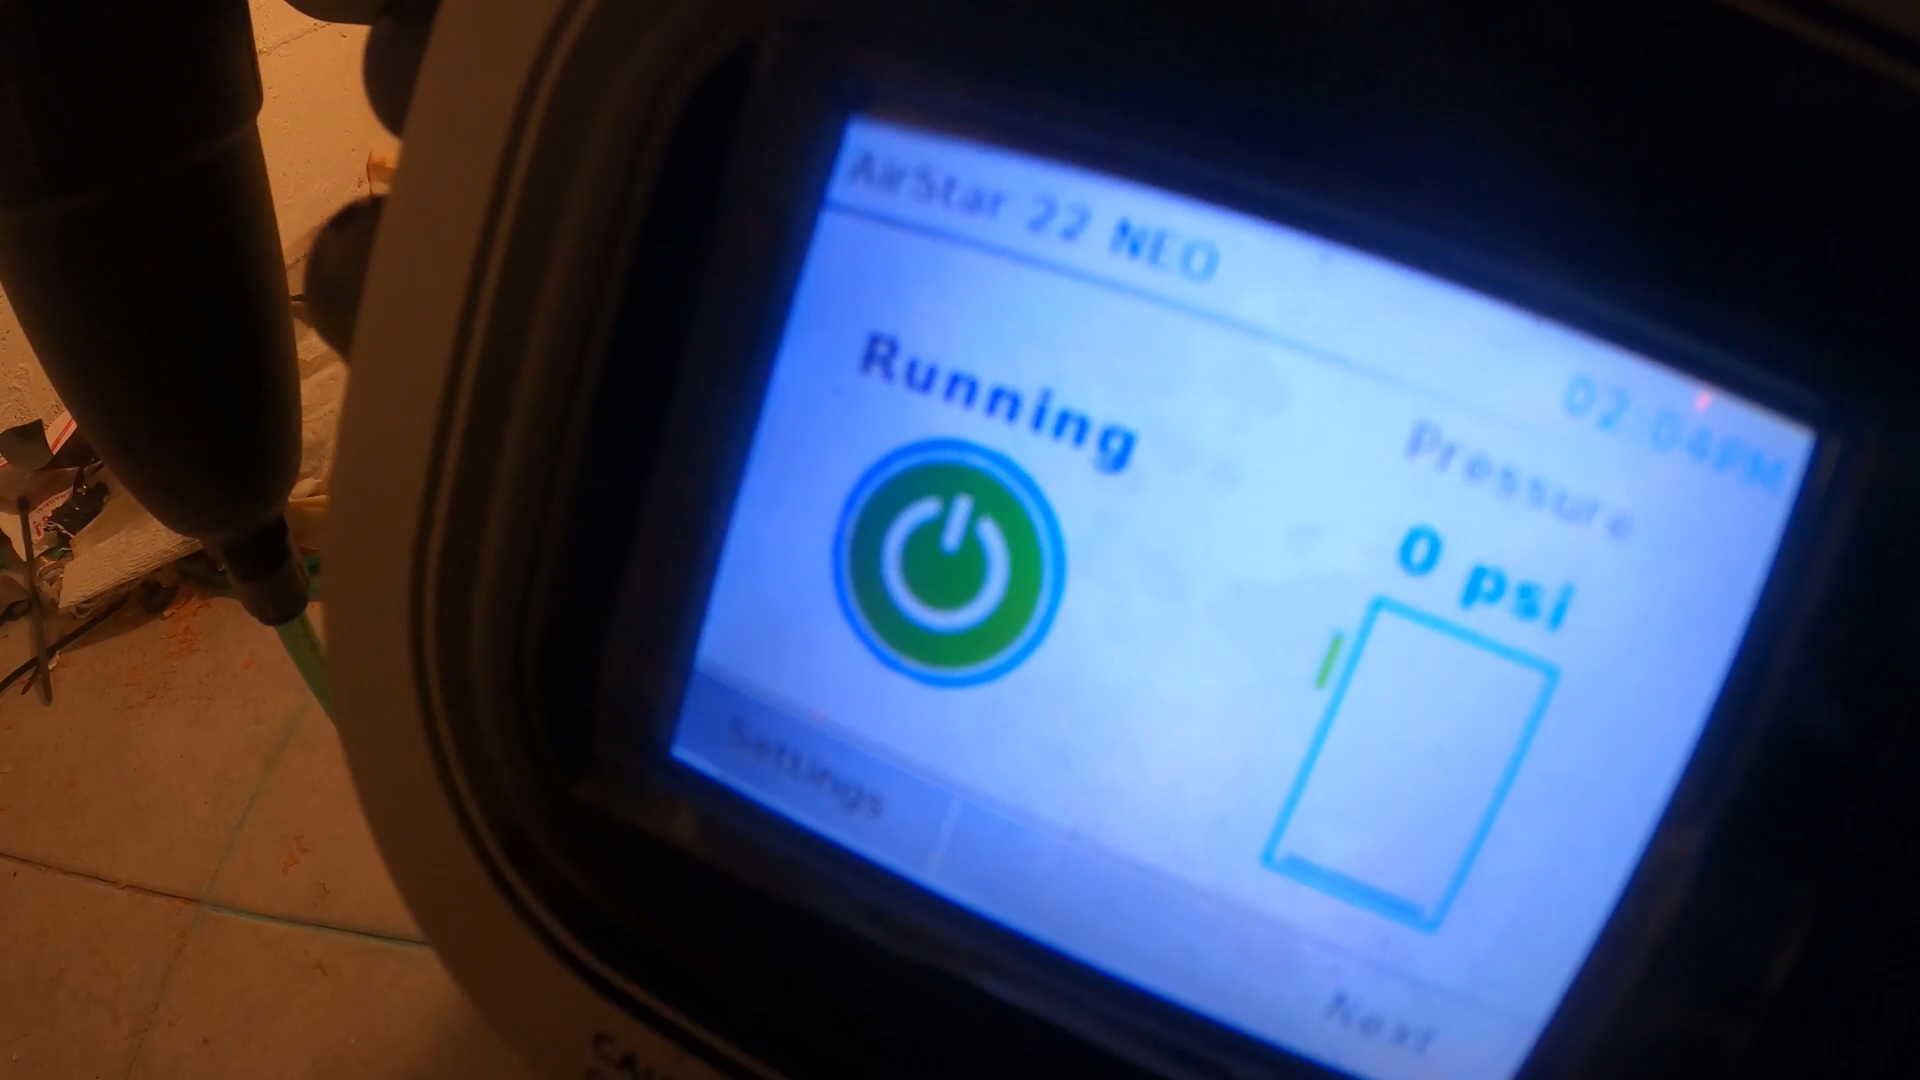 AirStar 22 NEO
02:04PM
Running
Pressure
0 psi
Settings
Next